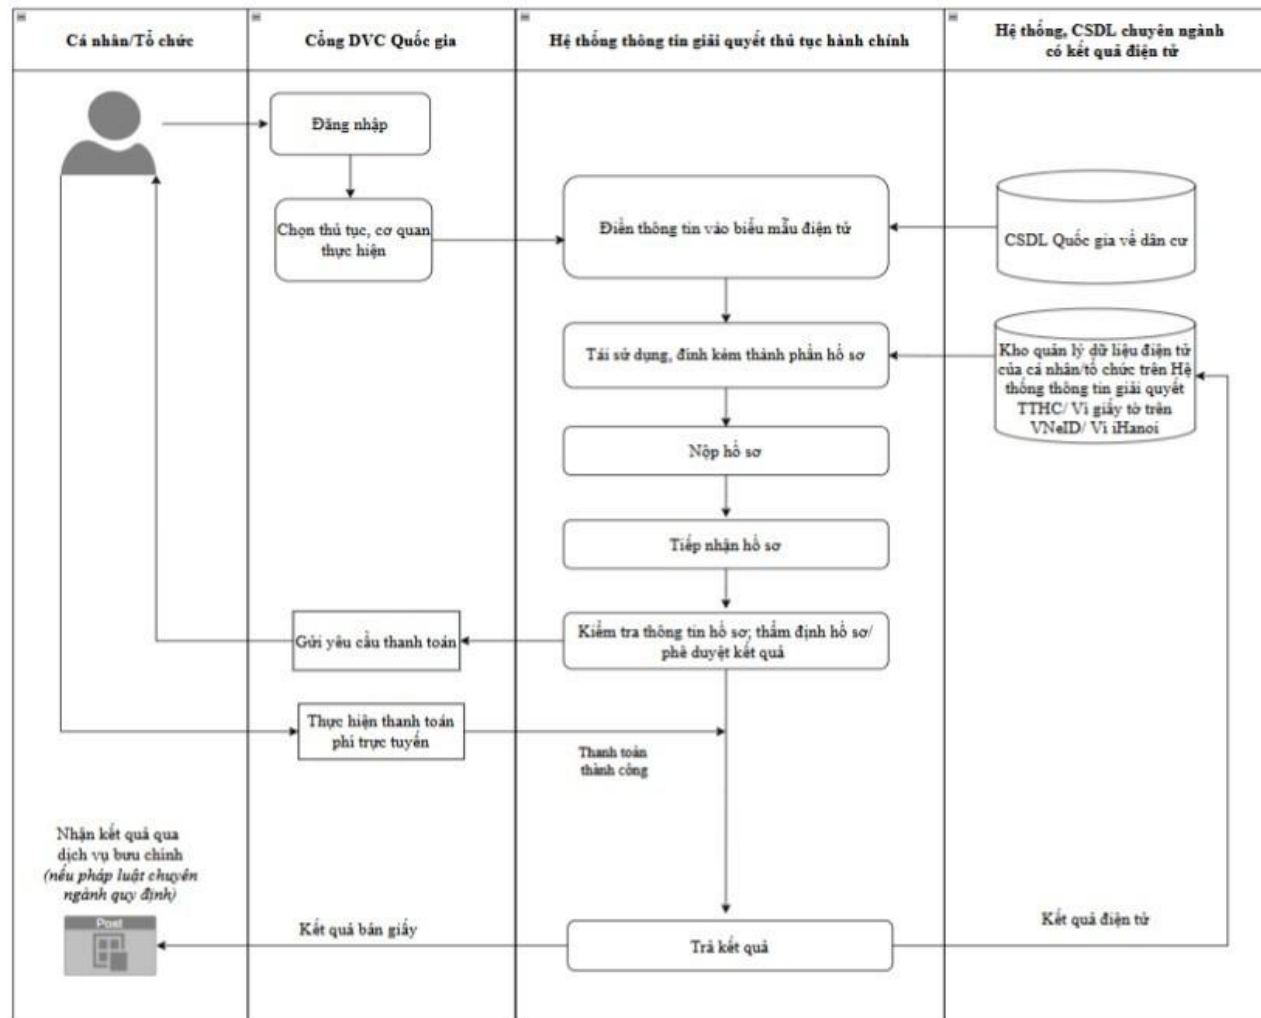 Cá nhân/Tổ chức
Cổng DVC Quốc gia
Hệ thống thông tin giải quyết thủ tục hành chính
Hệ thống, CSDL chuyên ngành
có kết quả điện tử
Đăng nhập
Chọn thủ tục, cơ quan
thực hiện
Điền thông tin vào biểu mẫu điện tử
CSDL Quốc gia về dân cư
Tái sử dụng, đính kèm thành phần hồ sơ
Kho quản lý dữ liệu điện tử
của cá nhân/tổ chức trên Hệ
thống thông tin giải quyết
TTHC/ Ví giấy tờ trên
VNeID/ Ví iHanoi
Nộp hồ sơ
Tiếp nhận hồ sơ
Gửi yêu cầu thanh toán
Kiểm tra thông tin hồ sơ; thẩm định hồ sơ/
phê duyệt kết quả
Thực hiện thanh toán
phí trực tuyến
Thanh toán
thành công
Nhận kết quả qua
dịch vụ bưu chính
(nếu pháp luật chuyên
ngành quy định)
Post
Kết quả bản giấy
Trả kết quả
Kết quả điện tử